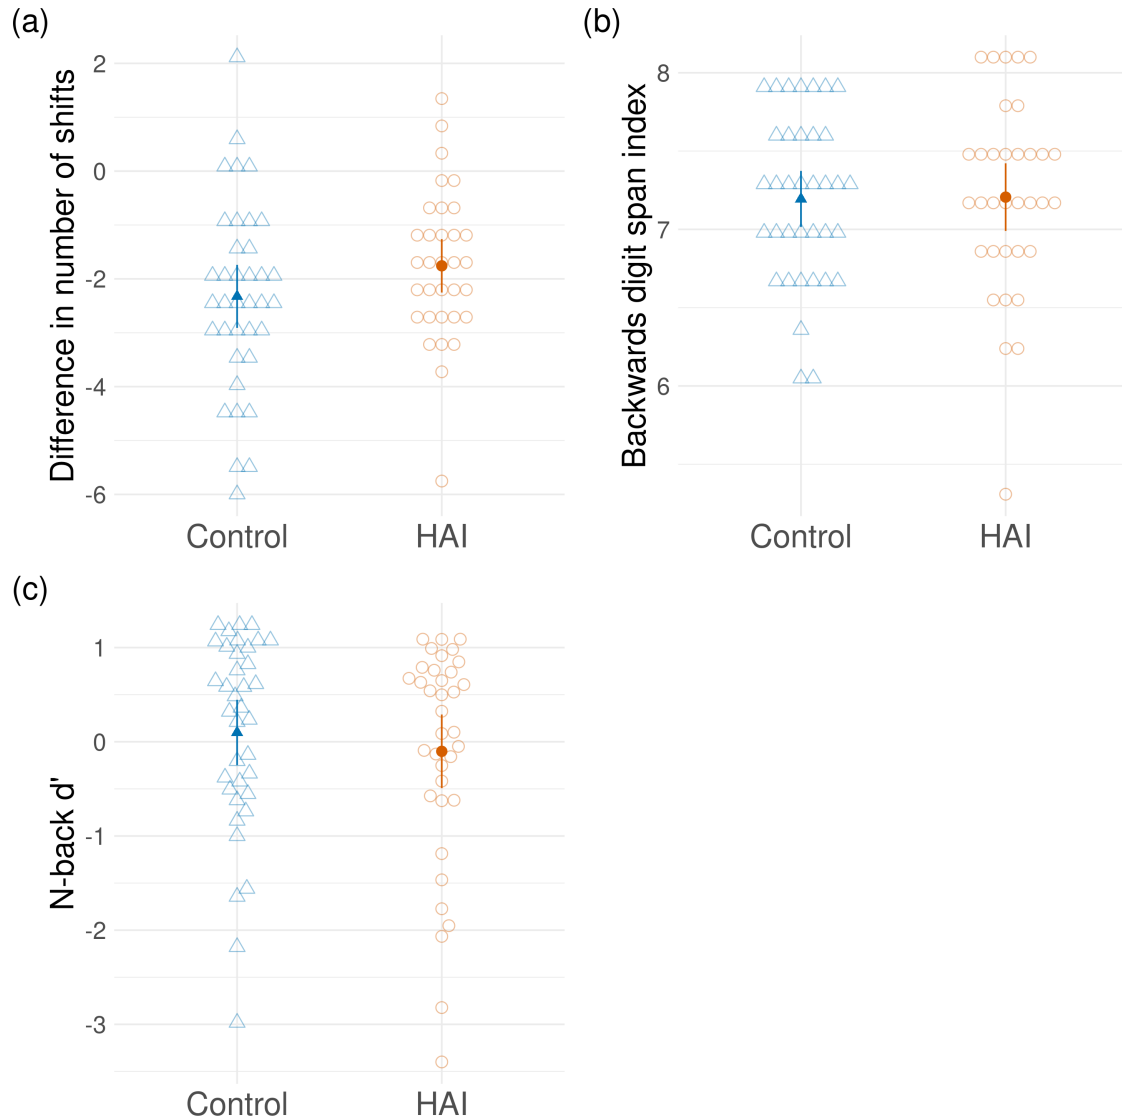 (a)
Difference in number of shifts
2
0
-2
-4
-6
Control HAI
(b)
Backwards digit span index
8
7
6
Control HAI
(c)
N-back d'
1
0
-1
-2
-3
Control HAI